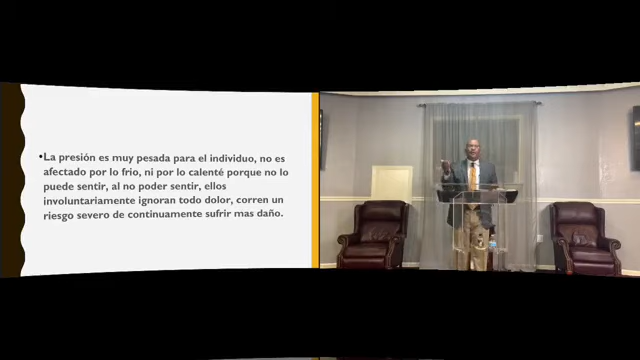 •La presión es muy pesada para el individuo, no es
afectado por lo frio, ni por lo calenté porque no lo
puede sentir, al no poder sentir, ellos
involuntariamente ignoran todo dolor, corren un
riesgo severo de continuamente sufrir mas daño.